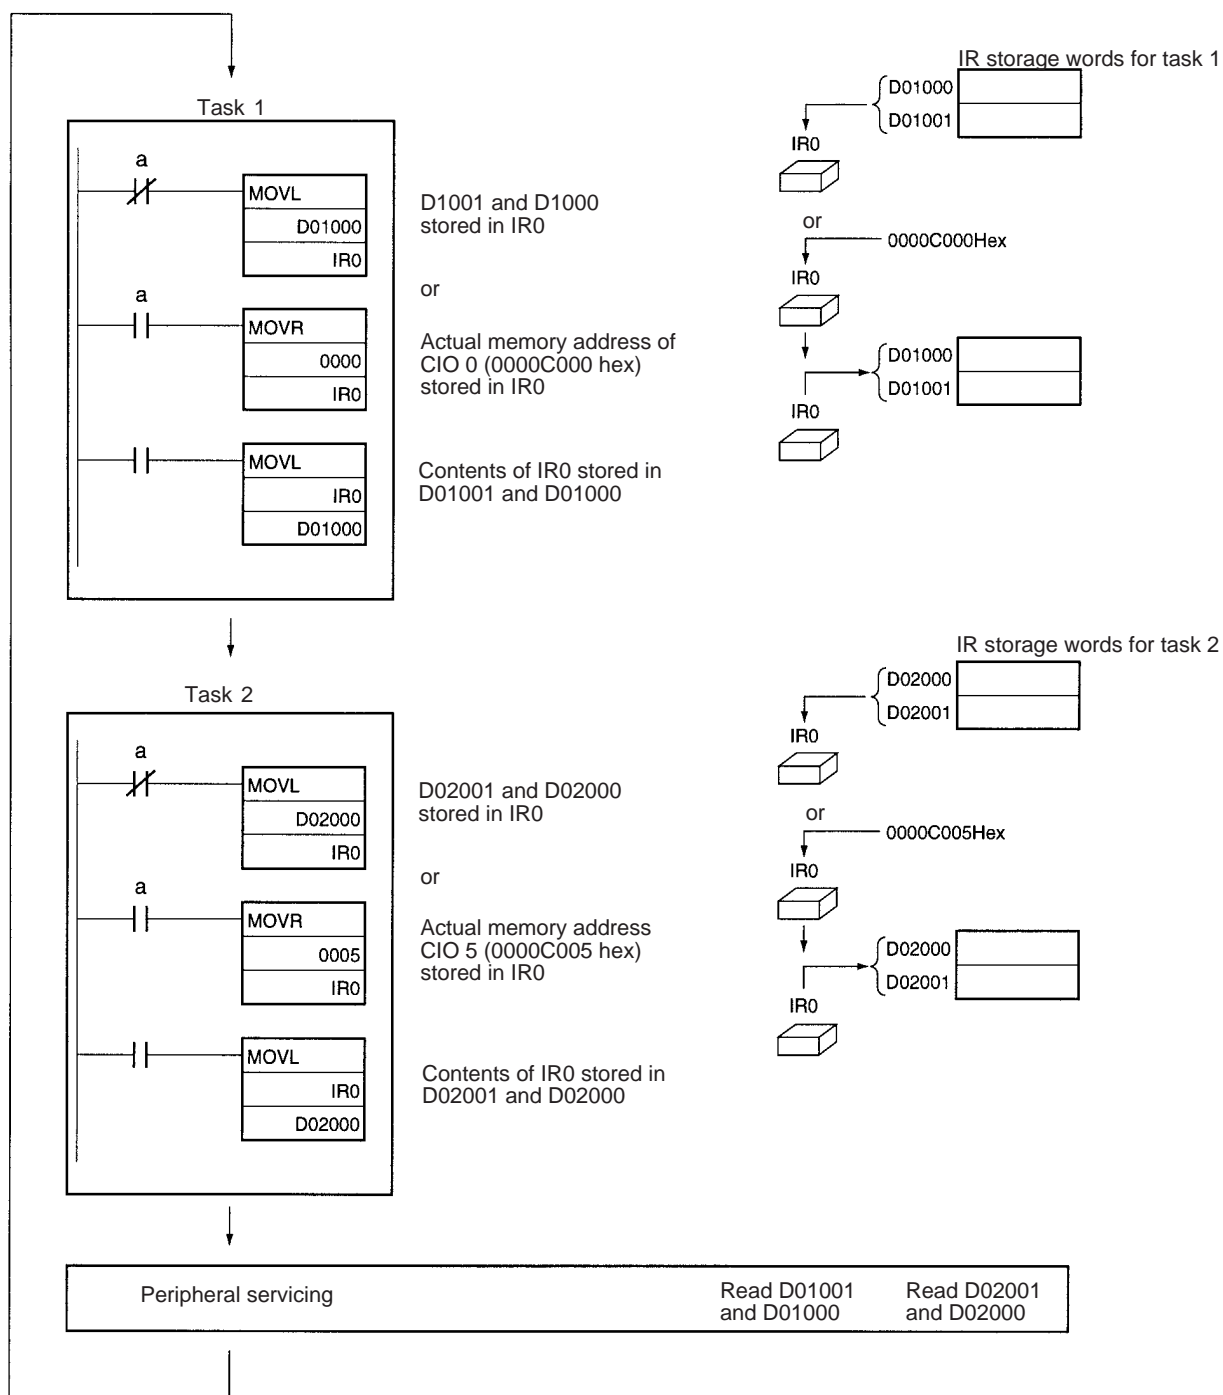 IR storage words for task 1
Task 1
D01000
D01001
IR0
a
MOVL
D01000
IR0
D1001 and D1000
stored in IR0
or
0000C000Hex
IR0
a
MOVR
0000
IR0
or
Actual memory address of
CIO 0 (0000C000 hex)
stored in IR0
D01000
D01001
IR0
MOVL
IR0
D01000
Contents of IR0 stored in
D01001 and D01000
IR storage words for task 2
Task 2
D02000
D02001
IR0
a
MOVL
D02000
IR0
D02001 and D02000
stored in IR0
or
0000C005Hex
IR0
a
MOVR
0005
IR0
or
Actual memory address
CIO 5 (0000C005 hex)
stored in IR0
D02000
D02001
IR0
MOVL
IR0
D02000
Contents of IR0 stored in
D02001 and D02000
Peripheral servicing
Read D01001
and D01000
Read D02001
and D02000